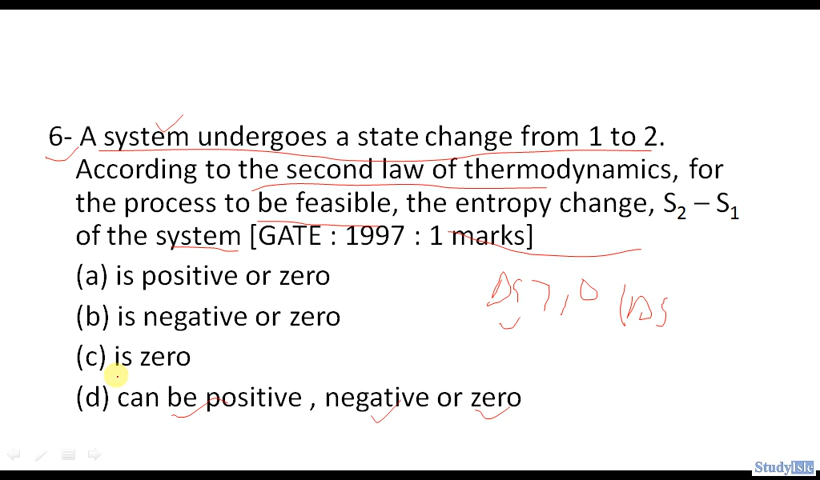 6- A system undergoes a state change from 1 to 2.
According to the second law of thermodynamics, for
the process to be feasible, the entropy change, S₂ – S₁
of the system [GATE : 1997 : 1 marks]
(a) is positive or zero
(b) is negative or zero
(c) is zero
(d) can be positive , negative or zero
StudyIsle